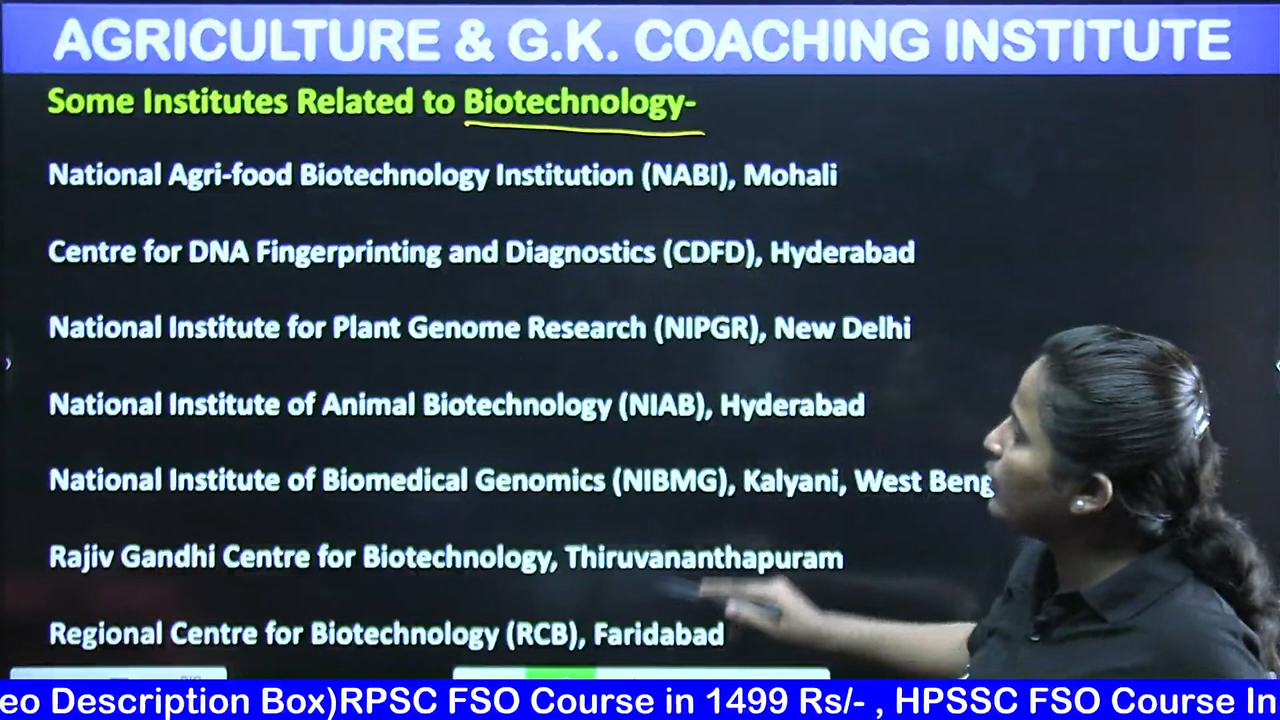 AGRICULTURE & G.K. COACHING INSTITUTE
Some Institutes Related to Biotechnology-
National Agri-food Biotechnology Institution (NABI), Mohali
Centre for DNA Fingerprinting and Diagnostics (CDFD), Hyderabad
National Institute for Plant Genome Research (NIPGR), New Delhi
National Institute of Animal Biotechnology (NIAB), Hyderabad
National Institute of Biomedical Genomics (NIBMG), Kalyani, West Beng
Rajiv Gandhi Centre for Biotechnology, Thiruvananthapuram
Regional Centre for Biotechnology (RCB), Faridabad
eo Description Box)RPSC FSO Course in 1499 Rs/- , HPSSC FSO Course In